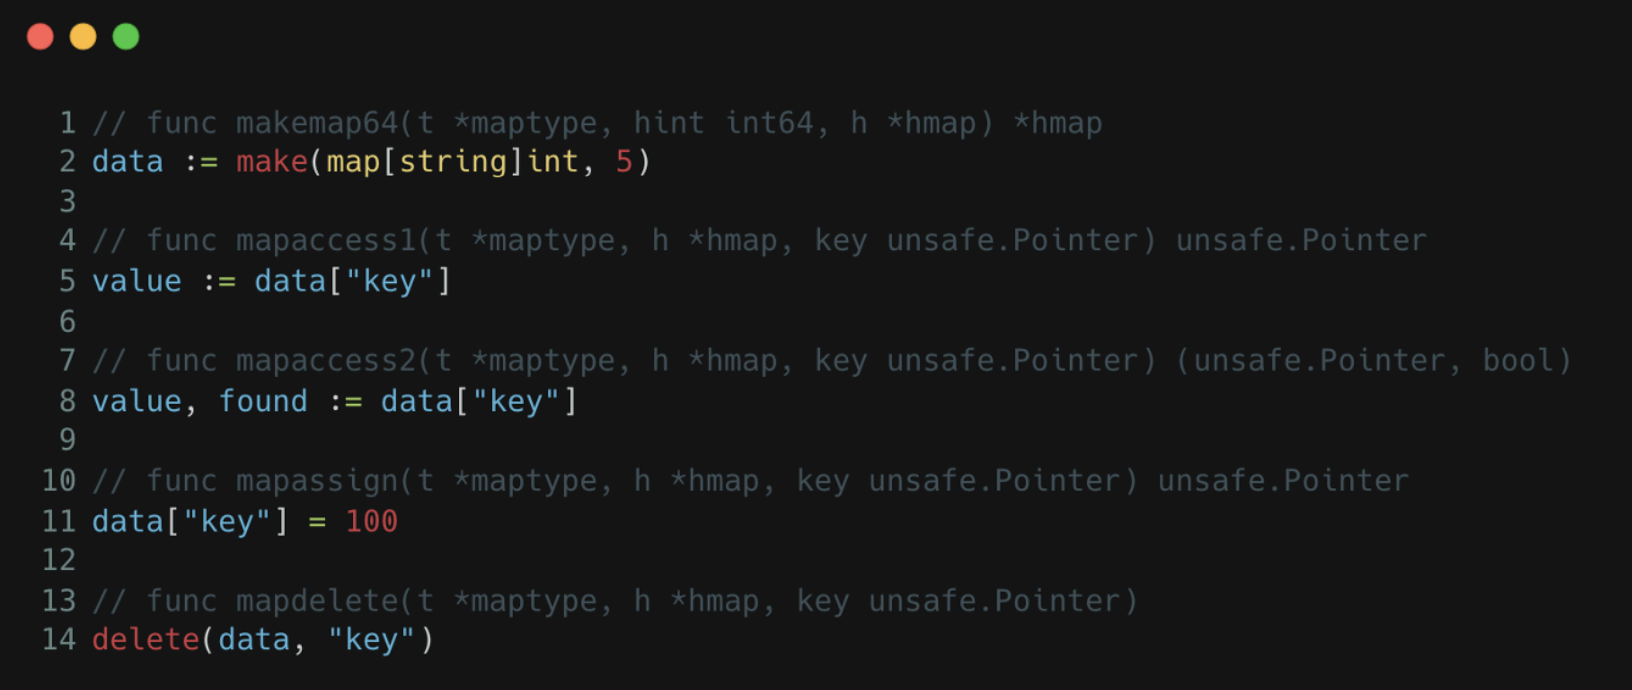 1 // func makemap64(t *maptype, hint int64, h *hmap) *hmap
2 data := make(map[string]int, 5)
3
4 // func mapaccess1(t *maptype, h *hmap, key unsafe.Pointer) unsafe.Pointer
5 value := data["key"]
6
7 // func mapaccess2(t *maptype, h *hmap, key unsafe.Pointer) (unsafe.Pointer, bool)
8 value, found := data["key"]
9
10 // func mapassign(t *maptype, h *hmap, key unsafe.Pointer) unsafe.Pointer
11 data["key"] = 100
12
13 // func mapdelete(t *maptype, h *hmap, key unsafe.Pointer)
14 delete(data, "key")